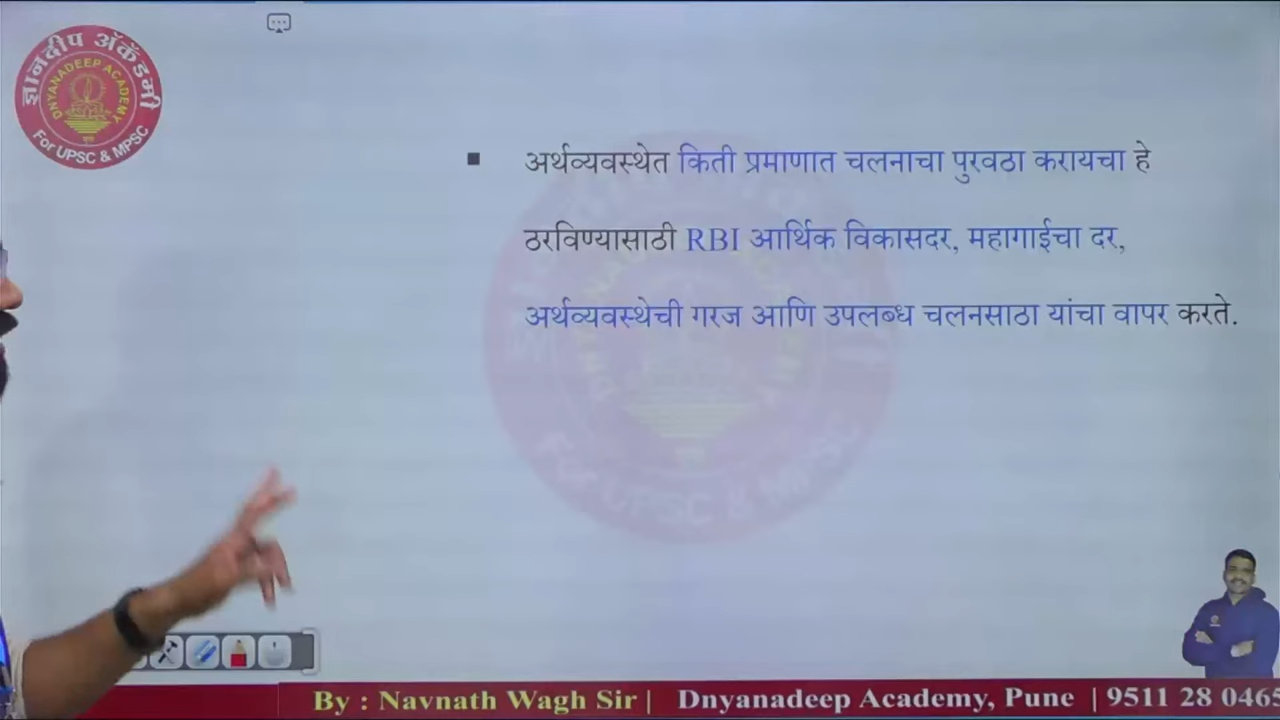 ज्ञानदीप ॲकॅडमी
DNYANADEEP ACADEMY
पुणे
For UPSC & MPSC
अर्थव्यवस्थेत किती प्रमाणात चलनाचा पुरवठा करायचा हे
ठरविण्यासाठी RBI आर्थिक विकासदर, महागाईचा दर,
अर्थव्यवस्थेची गरज आणि उपलब्ध चलनसाठा यांचा वापर करते.
By : Navnath Wagh Sir | Dnyanadeep Academy, Pune | 9511 28 0465